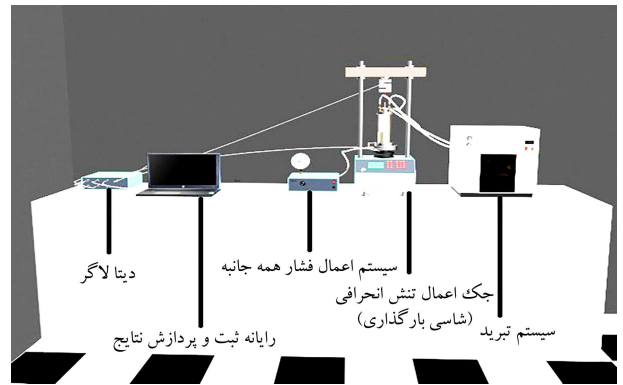 سیستم اعمال فشار همه جانبه
دیتا لاگر
جک اعمال تنش انحرافی
(شاسی بارگذاری)
سیستم تبرید
رایانه ثبت و پردازش نتایج